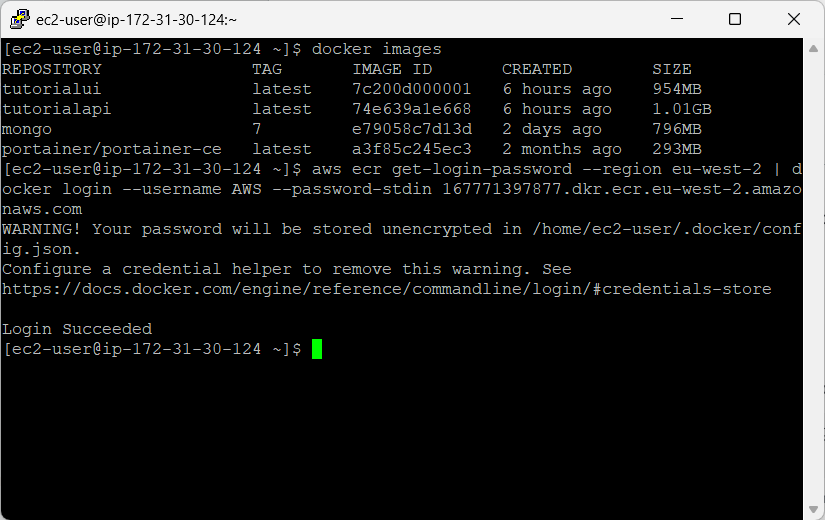 ec2-user@ip-172-31-30-124:~
[ec2-user@ip-172-31-30-124 ~]$ docker images
REPOSITORY TAG IMAGE ID CREATED SIZE
tutorialui latest 7c200d000001 6 hours ago 954MB
tutorialapi latest 74e639a1e668 6 hours ago 1.01GB
mongo 7 e79058c7d13d 2 days ago 796MB
portainer/portainer-ce latest a3f85c245ec3 2 months ago 293MB
[ec2-user@ip-172-31-30-124 ~]$ aws ecr get-login-password --region eu-west-2 | d
ocker login --username AWS --password-stdin 167771397877.dkr.ecr.eu-west-2.amazo
naws.com
WARNING! Your password will be stored unencrypted in /home/ec2-user/.docker/conf
ig.json.
Configure a credential helper to remove this warning. See
https://docs.docker.com/engine/reference/commandline/login/#credentials-store
Login Succeeded
[ec2-user@ip-172-31-30-124 ~]$